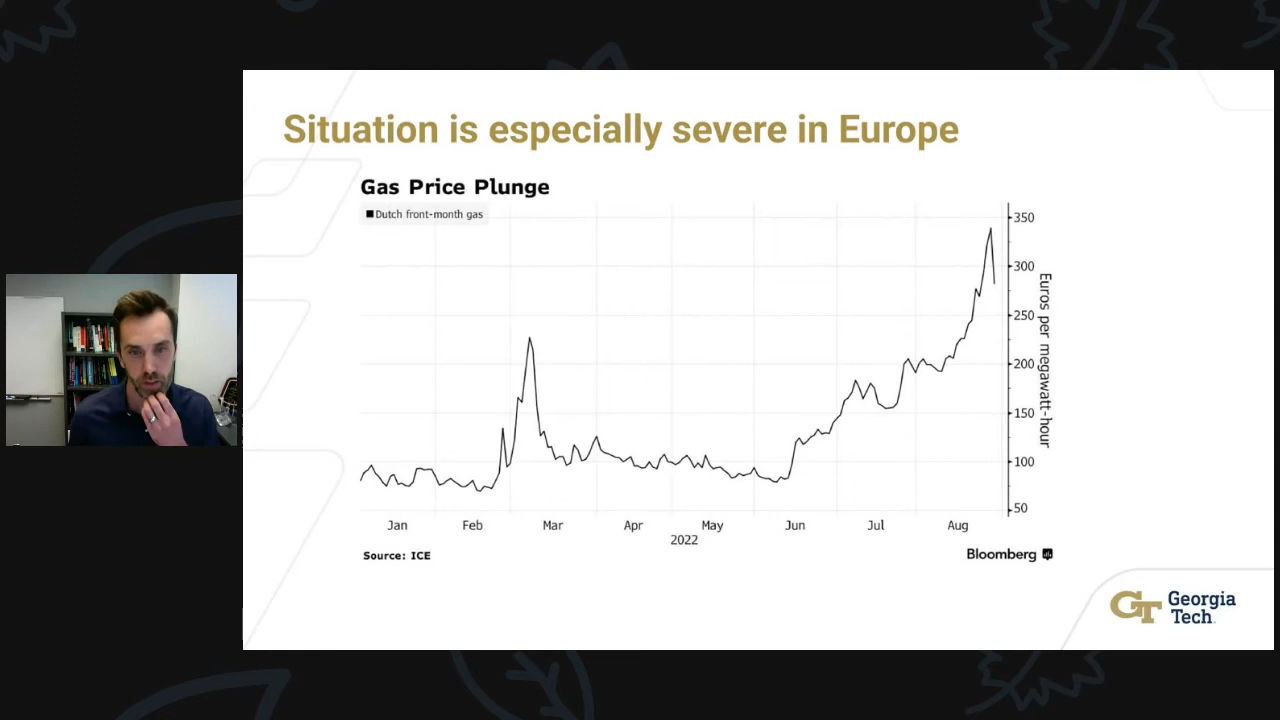 Situation is especially severe in Europe
Gas Price Plunge
Dutch front-month gas
350
300
250
200
150
100
50
Euros per megawatt-hour
Jan Feb Mar Apr May Jun Jul Aug
2022
Source: ICE
Bloomberg
GT Georgia
Tech